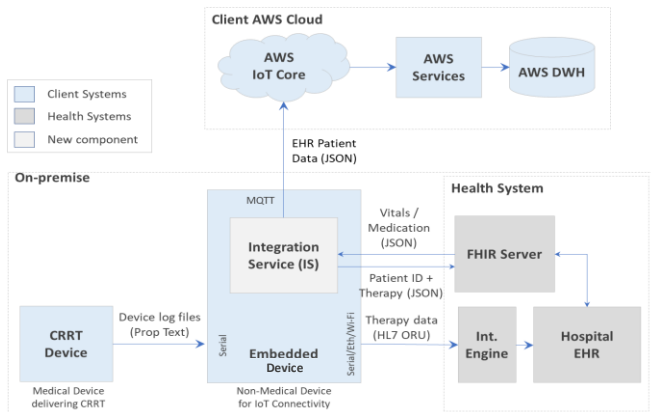 Client AWS Cloud
AWS
IoT Core
AWS
Services
AWS DWH
Client Systems
Health Systems
New component
EHR Patient
Data (JSON)
On-premise
Health System
MQTT
Integration
Service (IS)
Vitals /
Medication
(JSON)
FHIR Server
Patient ID +
Therapy (JSON)
CRRT
Device
Device log files
(Prop Text)
Serial
Embedded
Device
Serial/Eth/Wi-Fi
Therapy data
(HL7 ORU)
Int.
Engine
Hospital
EHR
Medical Device
delivering CRRT
Non-Medical Device
for IoT Connectivity